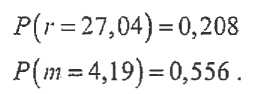 P(r = 27,04) = 0,208
P(m = 4,19) = 0,556 .